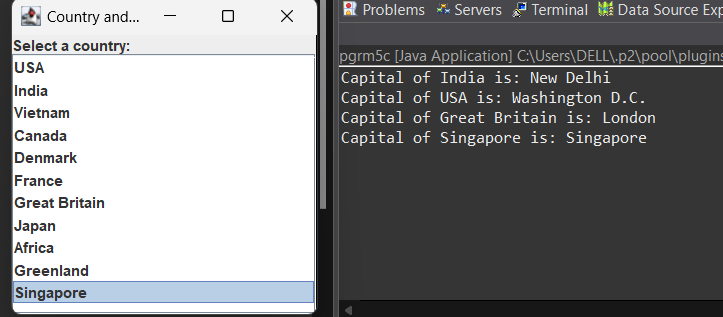 Country and...
Select a country:
USA
India
Vietnam
Canada
Denmark
France
Great Britain
Japan
Africa
Greenland
Singapore
Problems Servers Terminal Data Source Exp
pgrm5c [Java Application] C:\Users\DELL\.p2\pool\plugins
Capital of India is: New Delhi
Capital of USA is: Washington D.C.
Capital of Great Britain is: London
Capital of Singapore is: Singapore